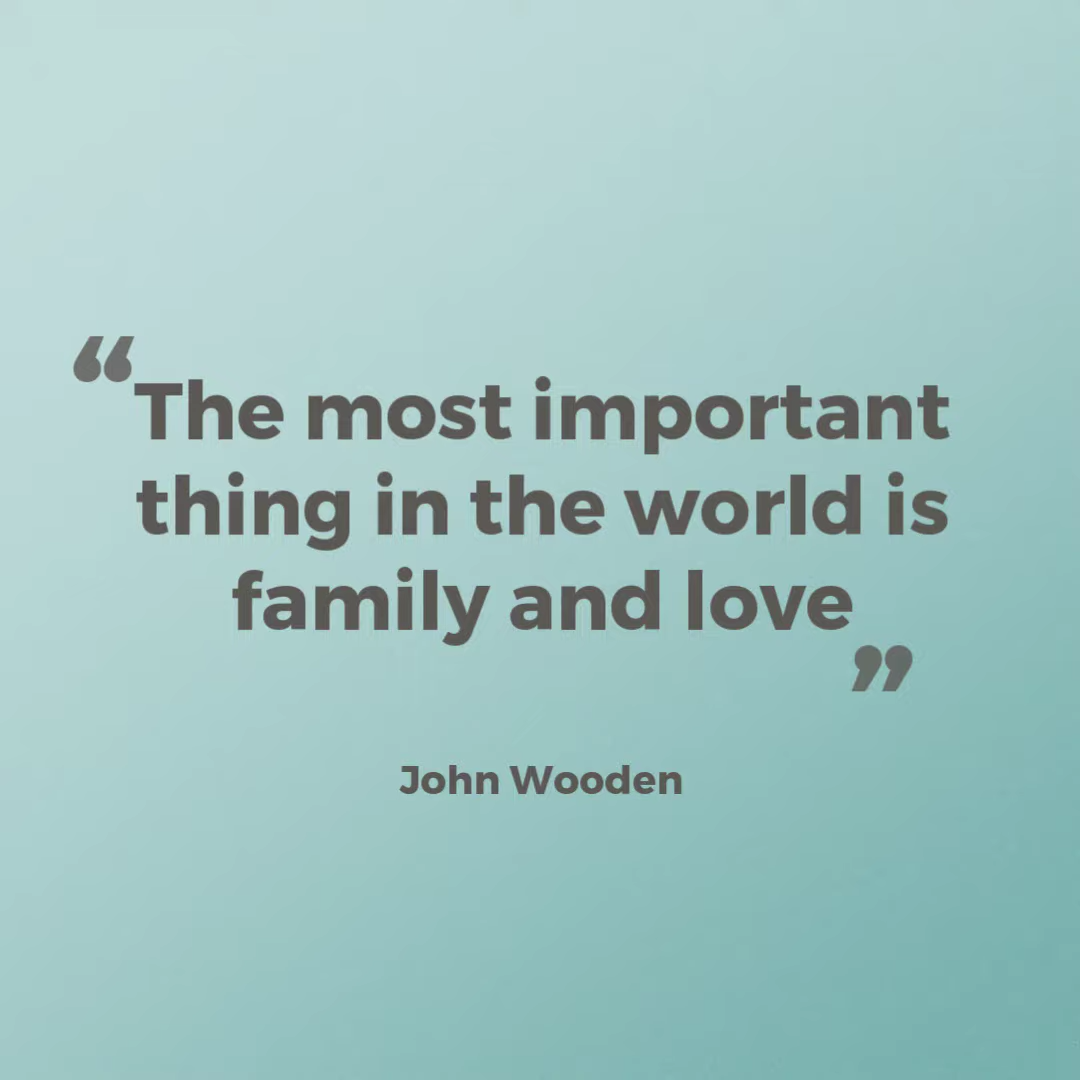 “The most important
thing in the world is
family and love”
John Wooden